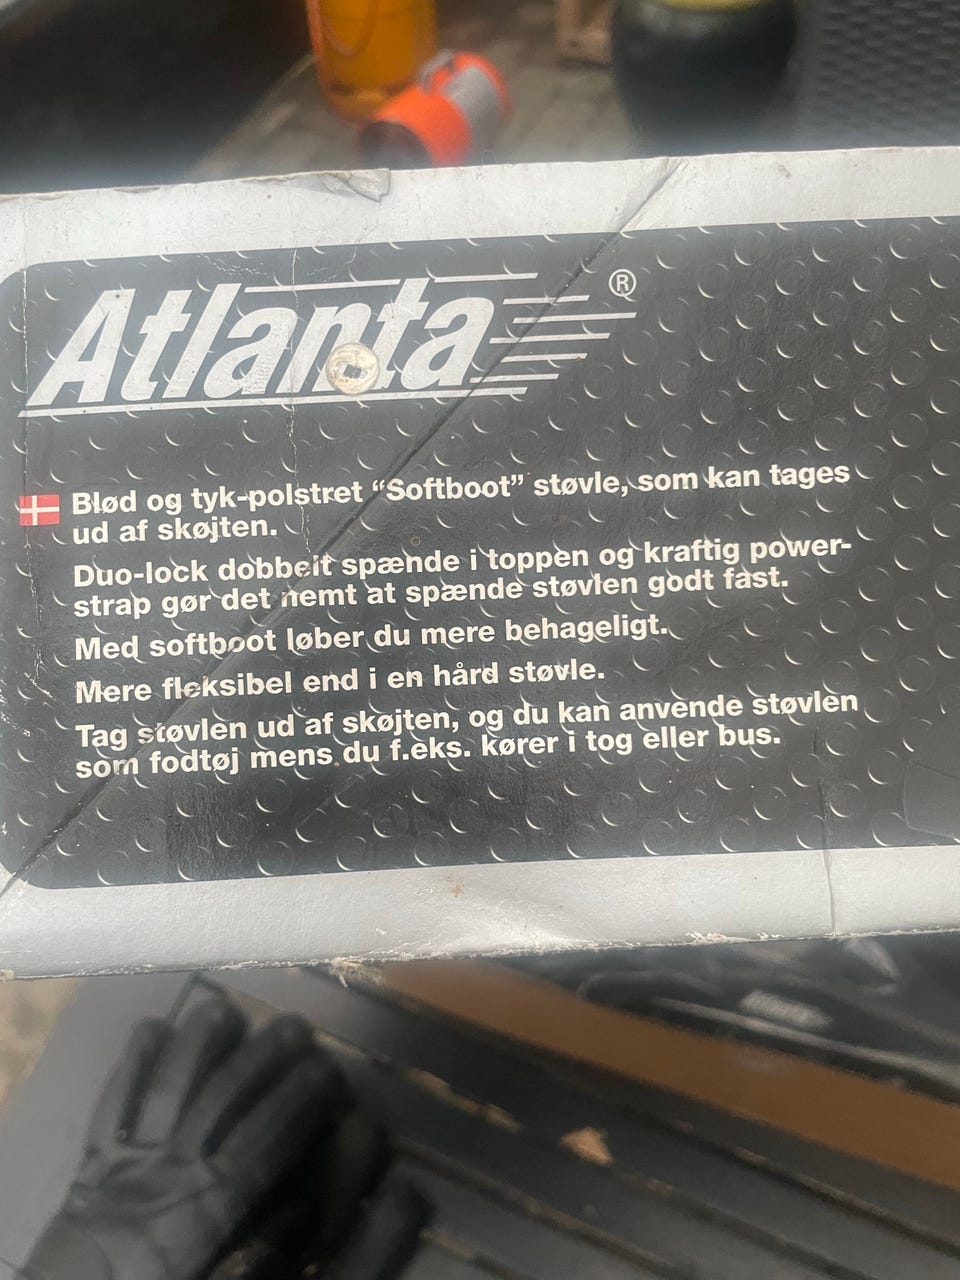 Atlanta®
Blød og tyk-polstret “Softboot” støvle, som kan tages
ud af skøjten.
Duo-lock dobbelt spænde i toppen og kraftig power-
strap gør det nemt at spænde støvlen godt fast.
Med softboot løber du mere behageligt.
Mere fleksibel end i en hård støvle.
Tag støvlen ud af skøjten, og du kan anvende støvlen
som fodtøj mens du f.eks. kører i tog eller bus.